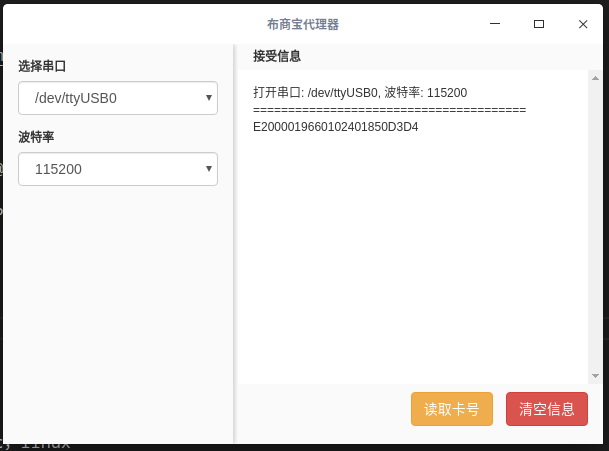 布商宝代理器
选择串口
/dev/ttyUSB0
波特率
115200
接受信息
打开串口: /dev/ttyUSB0, 波特率: 115200
=======================================
E2000019660102401850D3D4
读取卡号
清空信息